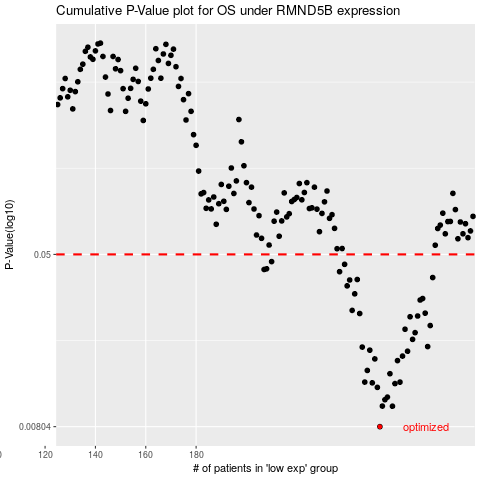 Cumulative P-Value plot for OS under RMND5B expression
P-Value(log10)
0.05
0.00804
optimized
0
120
140
160
180
# of patients in 'low exp' group